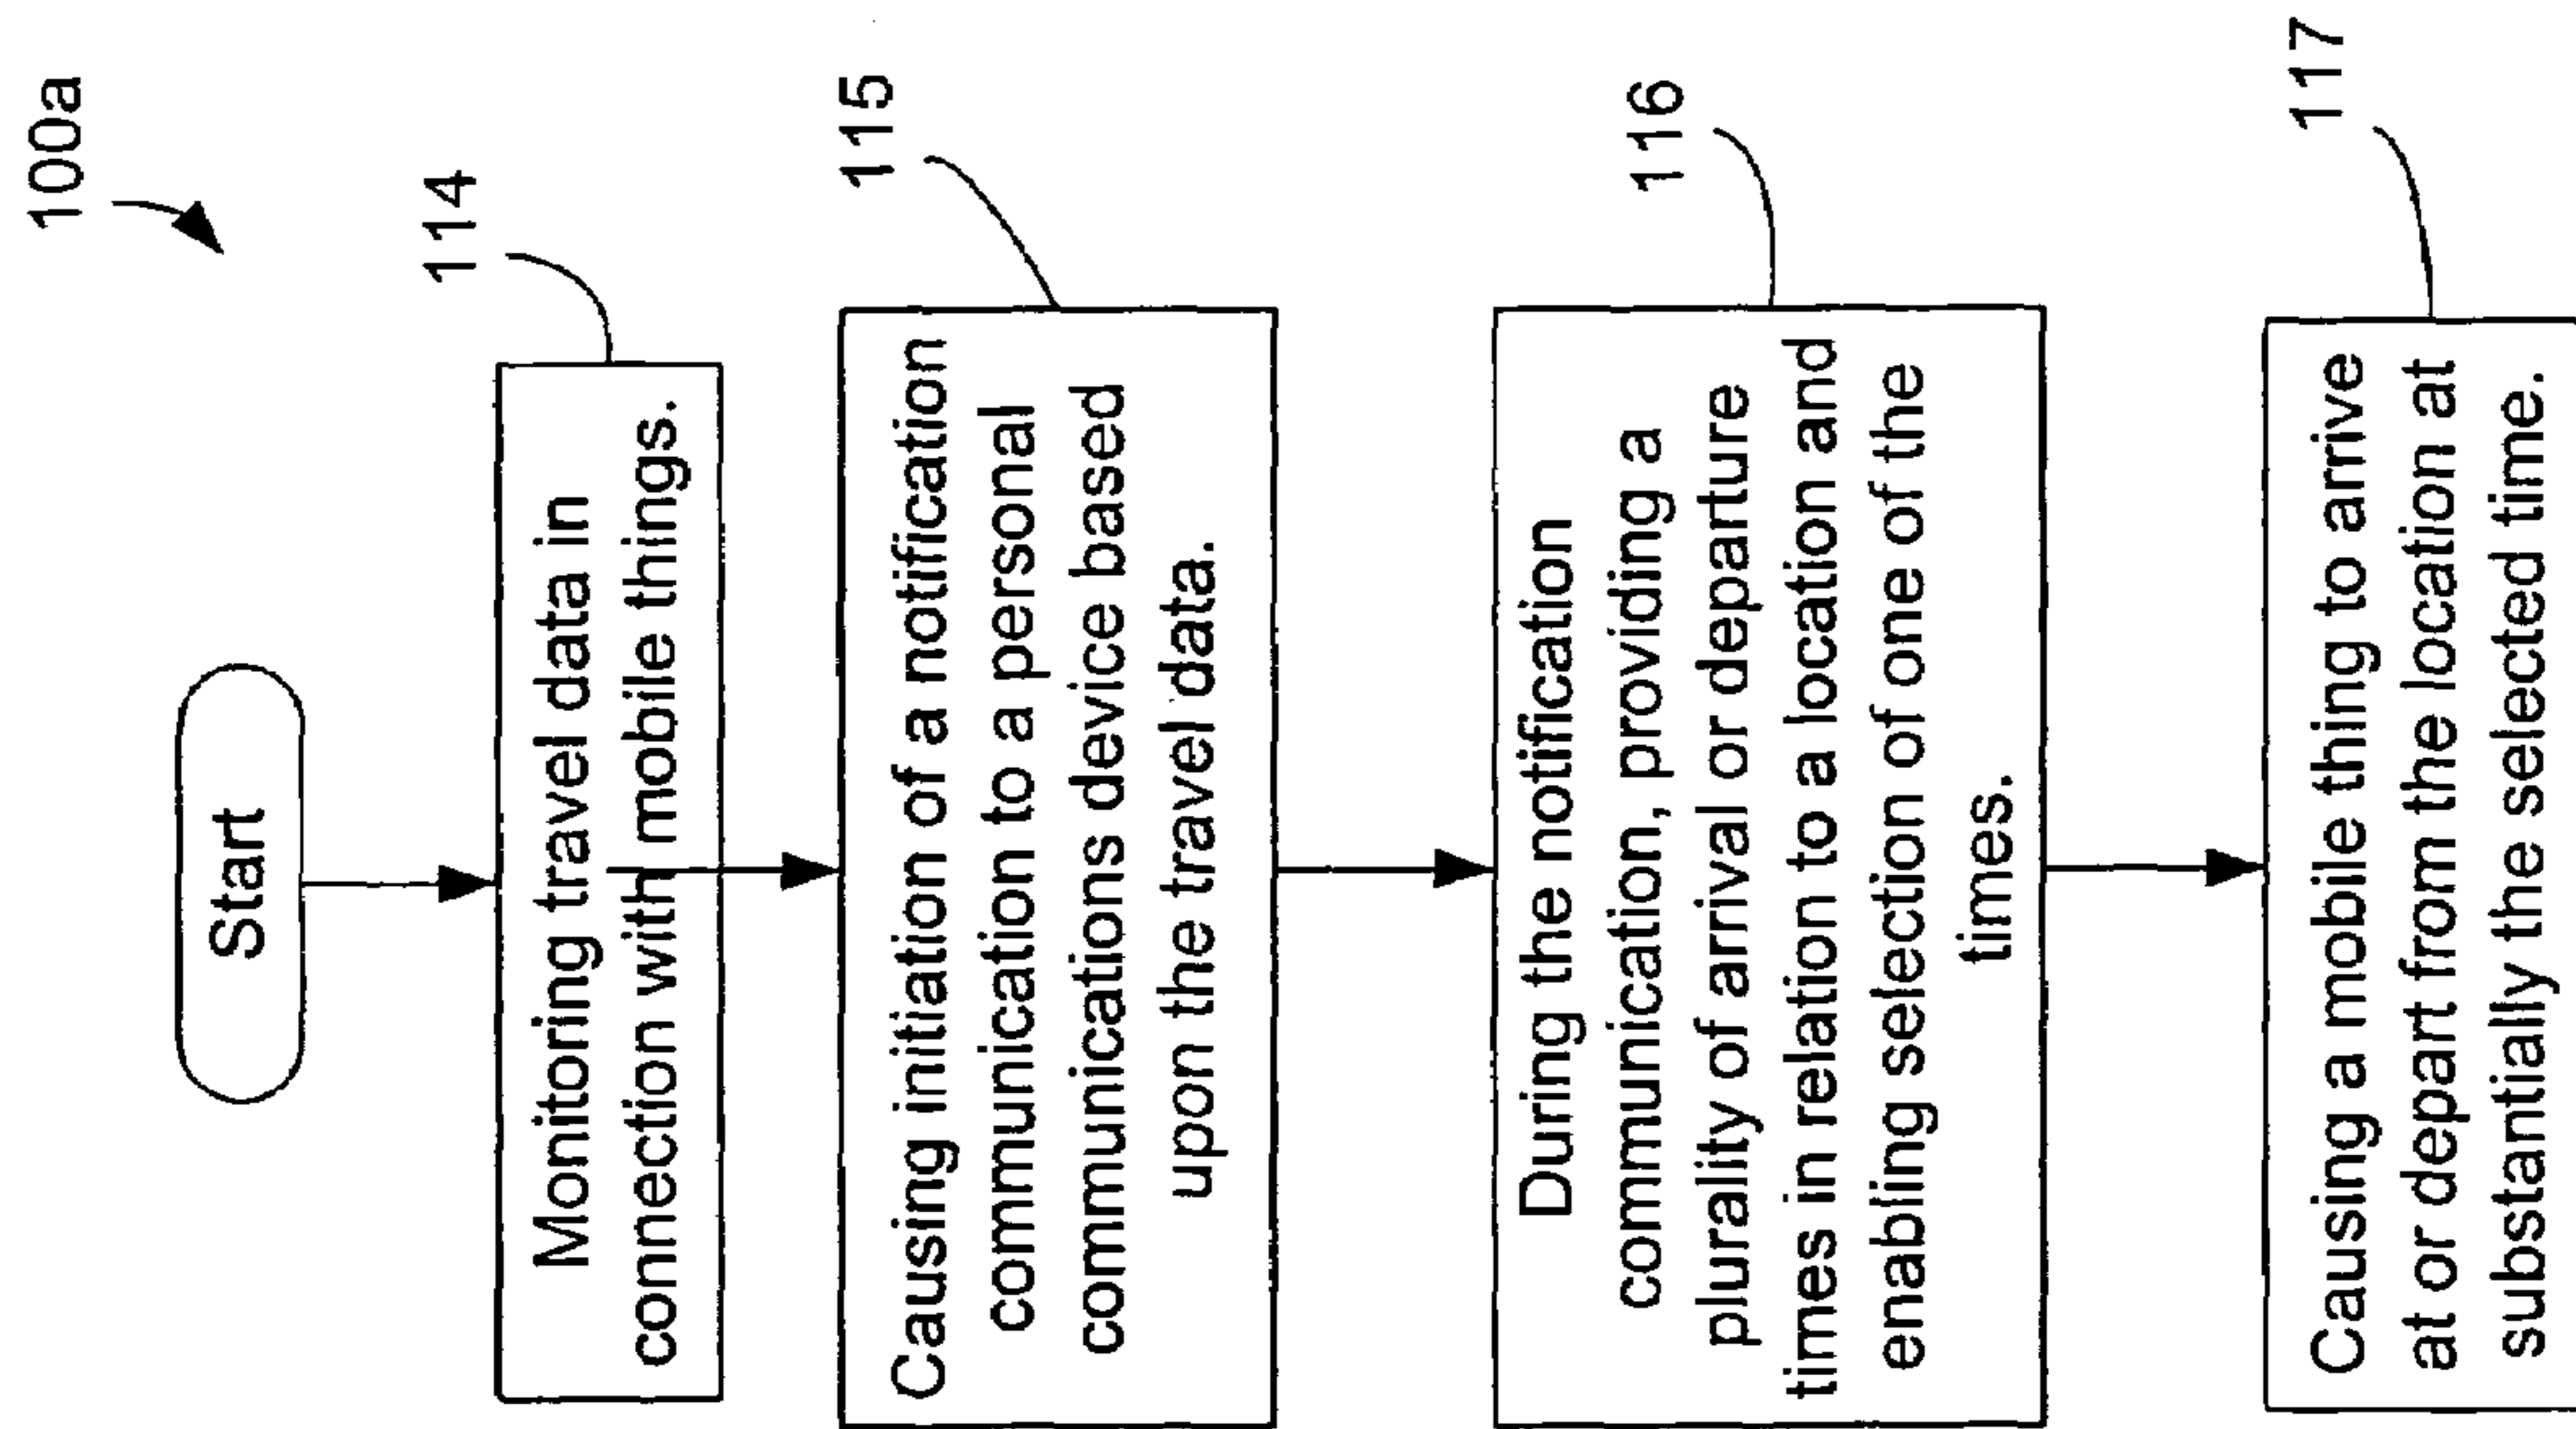 100a
Start
114
Monitoring travel data in
connection with mobile things.
115
Causing initiation of a notification
communication to a personal
communications device based
upon the travel data.
116
During the notification
communication, providing a
plurality of arrival or departure
times in relation to a location and
enabling selection of one of the
times.
117
Causing a mobile thing to arrive
at or depart from the location at
substantially the selected time.